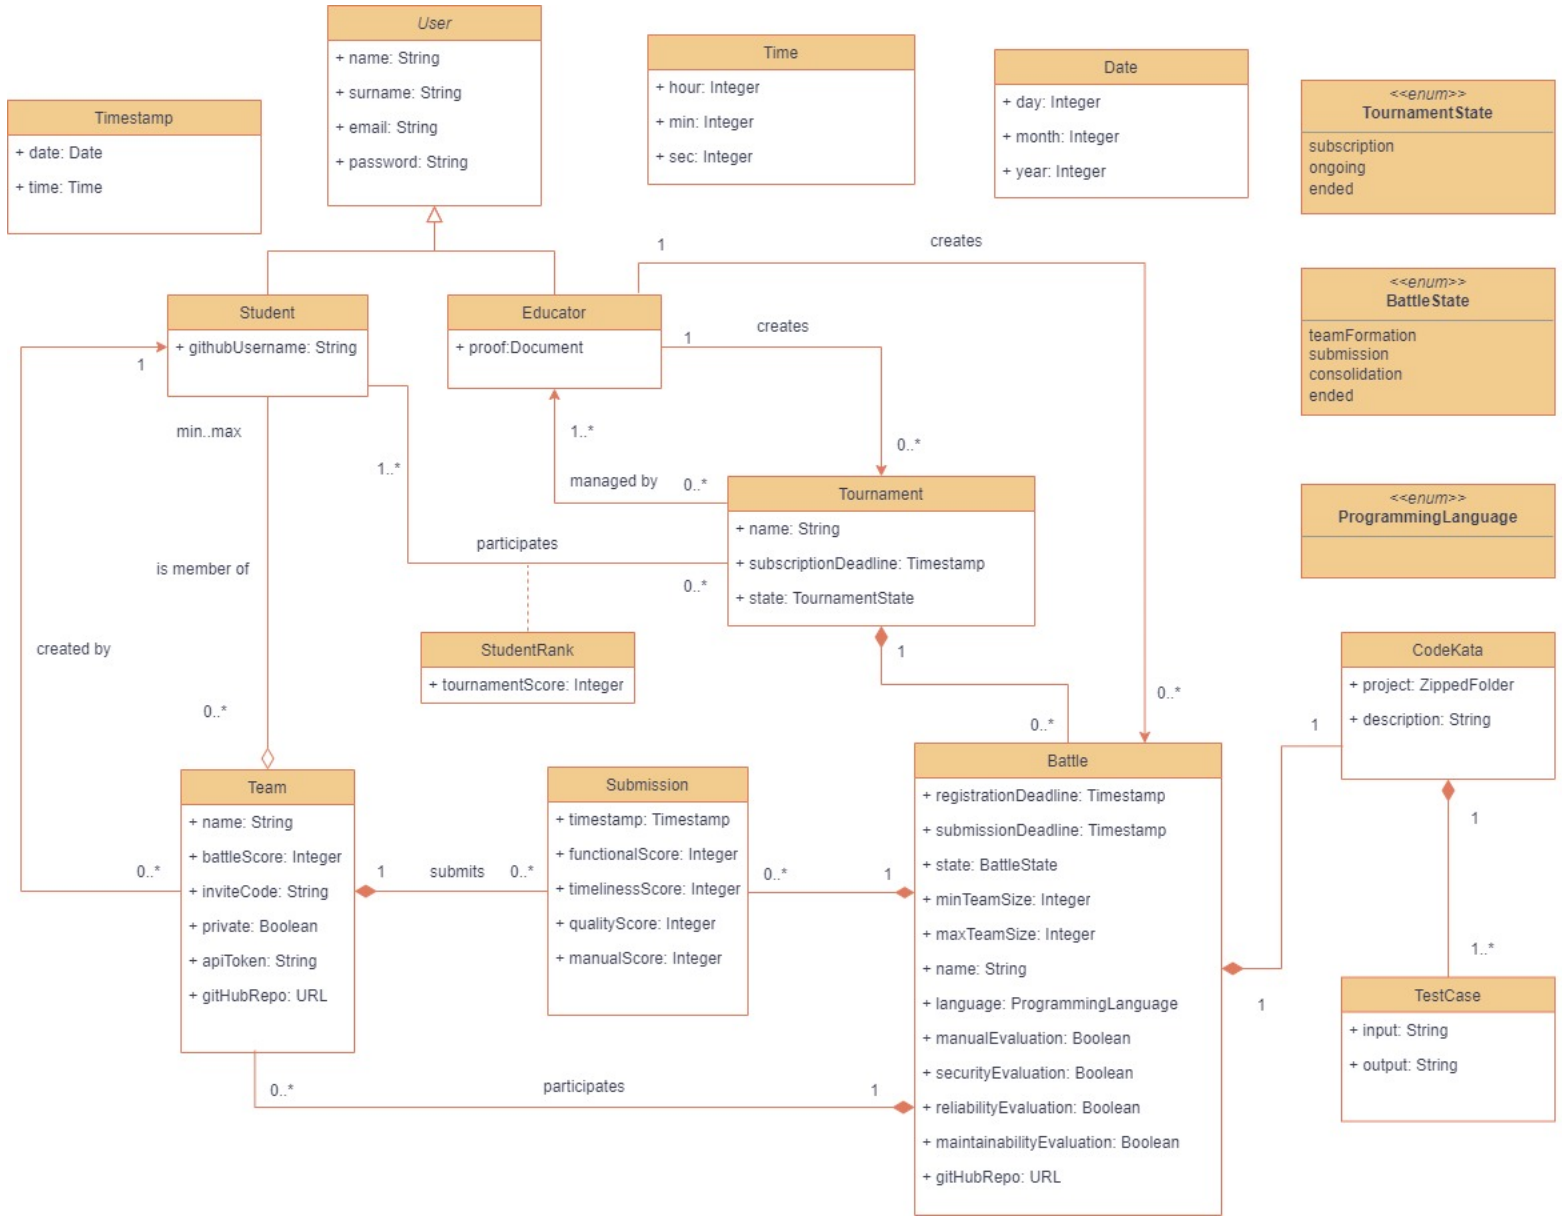 User
+ name: String
+ surname: String
+ email: String
+ password: String
Time
+ hour: Integer
+ min: Integer
+ sec: Integer
Date
+ day: Integer
+ month: Integer
+ year: Integer
<<enum>>
TournamentState
subscription
ongoing
ended
Timestamp
+ date: Date
+ time: Time
1
creates
<<enum>>
BattleState
teamFormation
submission
consolidation
ended
Student
+ githubUsername: String
Educator
+ proof:Document
1
creates
1
min..max
1..*
1..*
0..*
managed by
0..*
Tournament
+ name: String
+ subscriptionDeadline: Timestamp
+ state: TournamentState
<<enum>>
ProgrammingLanguage
participates
0..*
is member of
created by
StudentRank
+ tournamentScore: Integer
1
CodeKata
+ project: ZippedFolder
+ description: String
0..*
0..*
0..*
1
Team
+ name: String
+ battleScore: Integer
+ inviteCode: String
+ private: Boolean
+ apiToken: String
+ gitHubRepo: URL
0..*
1
submits
0..*
Submission
+ timestamp: Timestamp
+ functionalScore: Integer
+ timelinessScore: Integer
+ qualityScore: Integer
+ manualScore: Integer
0..*
1
Battle
+ registrationDeadline: Timestamp
+ submissionDeadline: Timestamp
+ state: BattleState
+ minTeamSize: Integer
+ maxTeamSize: Integer
+ name: String
+ language: ProgrammingLanguage
+ manualEvaluation: Boolean
+ securityEvaluation: Boolean
+ reliabilityEvaluation: Boolean
+ maintainabilityEvaluation: Boolean
+ gitHubRepo: URL
1
1
1..*
TestCase
+ input: String
+ output: String
0..*
participates
1